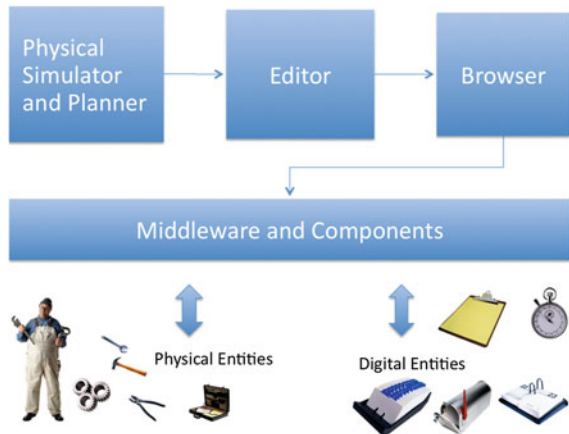 Physical
Simulator
and Planner
Editor
Browser
Middleware and Components
Physical Entities
Digital Entities